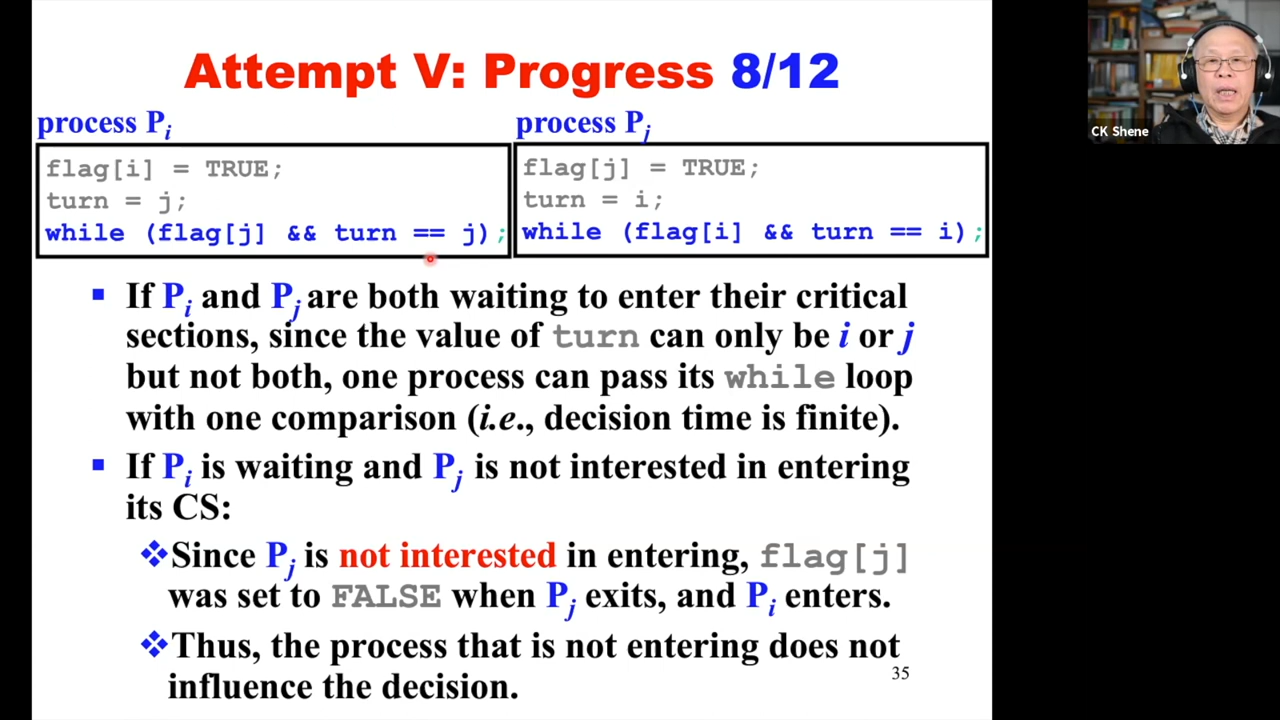 Attempt V: Progress 8/12
process Pi
flag[i] = TRUE;
turn = j;
while (flag[j] && turn == j);
process Pj
flag[j] = TRUE;
turn = i;
while (flag[i] && turn == i);
▪ If Pi and Pj are both waiting to enter their critical
sections, since the value of turn can only be i or j
but not both, one process can pass its while loop
with one comparison (i.e., decision time is finite).
▪ If Pi is waiting and Pj is not interested in entering
its CS:
❖Since Pj is not interested in entering, flag[j]
was set to FALSE when Pj exits, and Pi enters.
❖Thus, the process that is not entering does not
influence the decision.
35
CK Shene